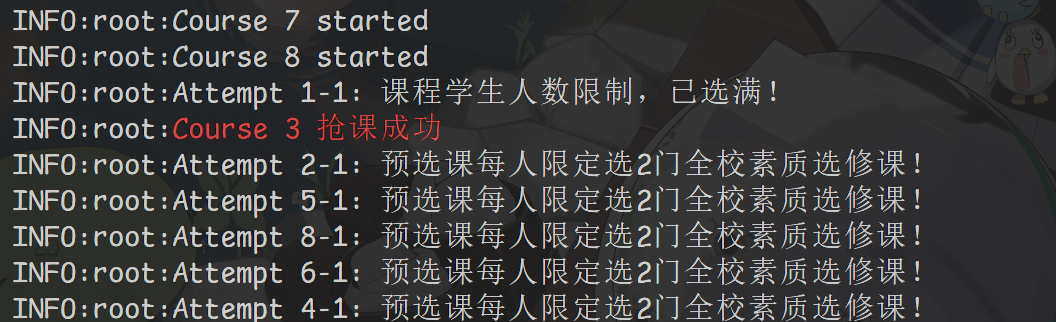 INFO:root:Course 7 started
INFO:root:Course 8 started
INFO:root:Attempt 1-1: 课程学生人数限制，已选满！
INFO:root:Course 3 抢课成功
INFO:root:Attempt 2-1: 预选课每人限定选2门全校素质选修课！
INFO:root:Attempt 5-1: 预选课每人限定选2门全校素质选修课！
INFO:root:Attempt 8-1: 预选课每人限定选2门全校素质选修课！
INFO:root:Attempt 6-1: 预选课每人限定选2门全校素质选修课！
INFO:root:Attempt 4-1: 预选课每人限定选2门全校素质选修课！